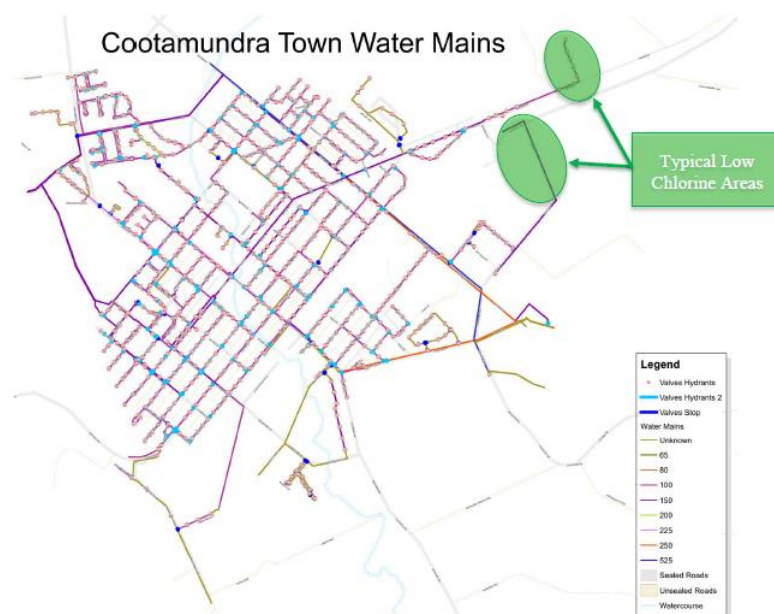 Cootamundra Town Water Mains
Typical Low
Chlorine Areas
Legend
Valves Hydrants
Valves Hydrants 2
Valves Stop
Water Mains
Unknown
65
80
100
150
200
225
250
525
Sealed Roads
Unsealed Roads
Watercourse